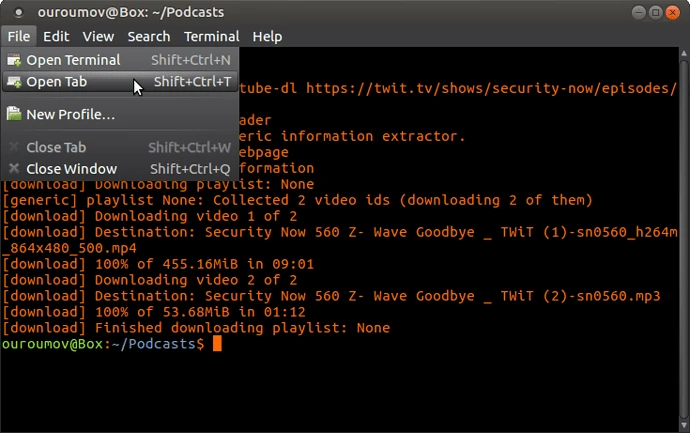 ouroumov@Box: ~/Podcasts
File Edit View Search Terminal Help
Open Terminal Shift+Ctrl+N
Open Tab Shift+Ctrl+T
New Profile…
Close Tab Shift+Ctrl+W
Close Window Shift+Ctrl+Q
tube-dl https://twit.tv/shows/security-now/episodes/
ader
eric information extractor.
ebpage
formation
[download] Downloading playlist: None
[generic] playlist None: Collected 2 video ids (downloading 2 of them)
[download] Downloading video 1 of 2
[download] Destination: Security Now 560 Z- Wave Goodbye _ TWiT (1)-sn0560_h264m
_864x480_500.mp4
[download] 100% of 455.16MiB in 09:01
[download] Downloading video 2 of 2
[download] Destination: Security Now 560 Z- Wave Goodbye _ TWiT (2)-sn0560.mp3
[download] 100% of 53.68MiB in 01:12
[download] Finished downloading playlist: None
ouroumov@Box:~/Podcasts$